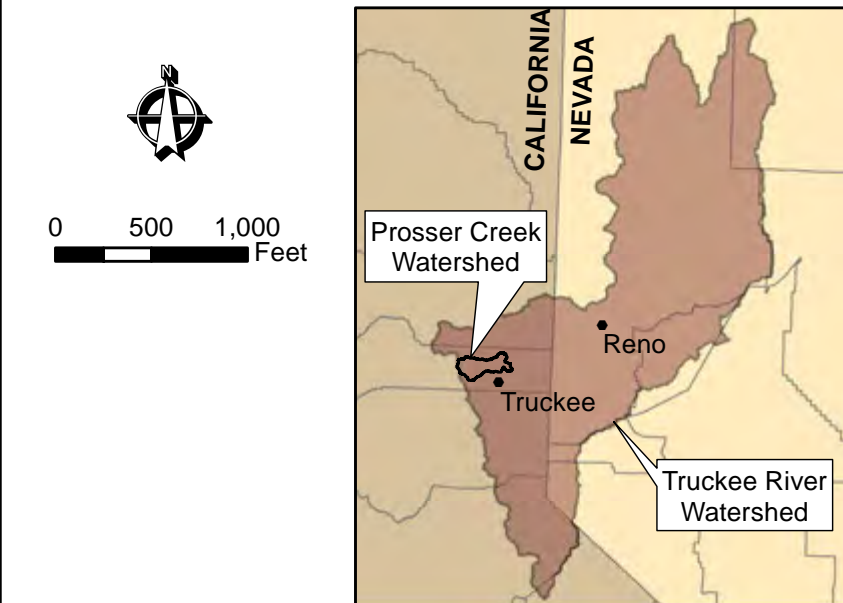 N
0 500 1,000
Feet
CALIFORNIA
NEVADA
Prosser Creek
Watershed
Reno
Truckee
Truckee River
Watershed